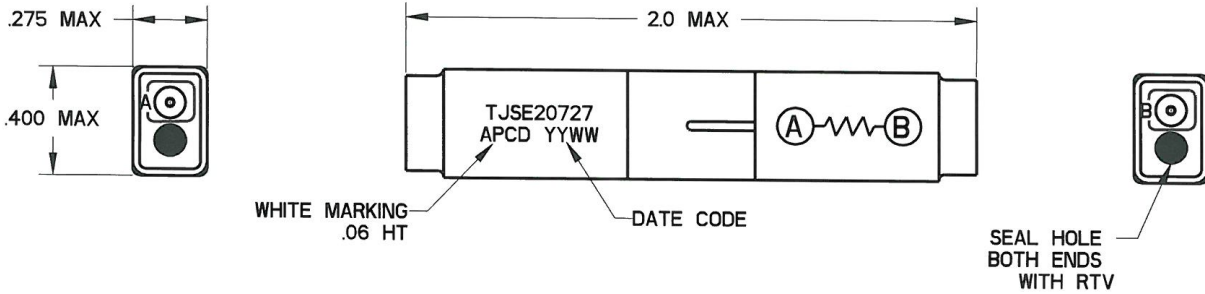 .275 MAX
2.0 MAX
.400 MAX
A
TJSE20727
APCD YYWW
A B
B
WHITE MARKING
.06 HT
DATE CODE
SEAL HOLE
BOTH ENDS
WITH RTV